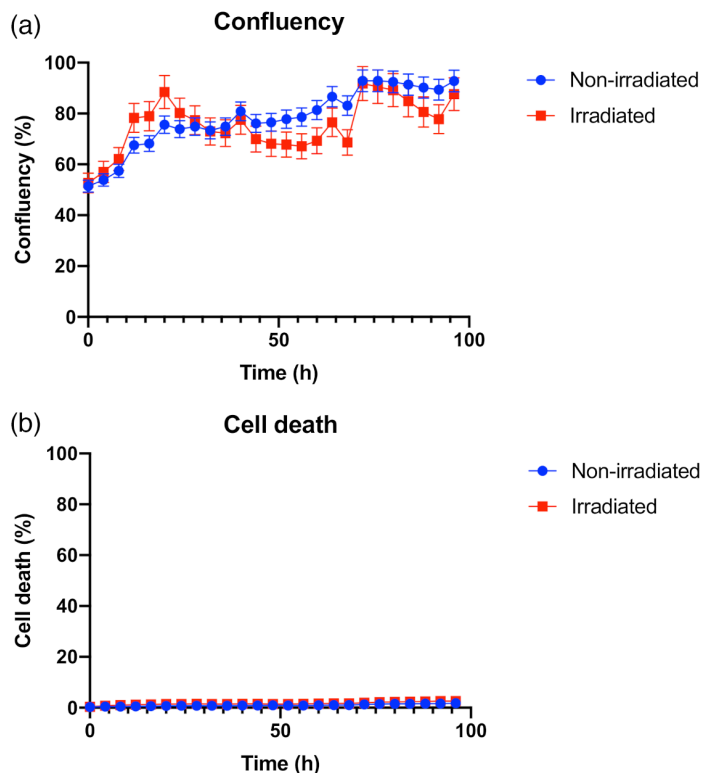 (a)
Confluency
100
80
60
40
20
0
Confluency (%)
0
50
100
Time (h)
Non-irradiated
Irradiated
(b)
Cell death
100
80
60
40
20
0
Cell death (%)
0
50
100
Time (h)
Non-irradiated
Irradiated